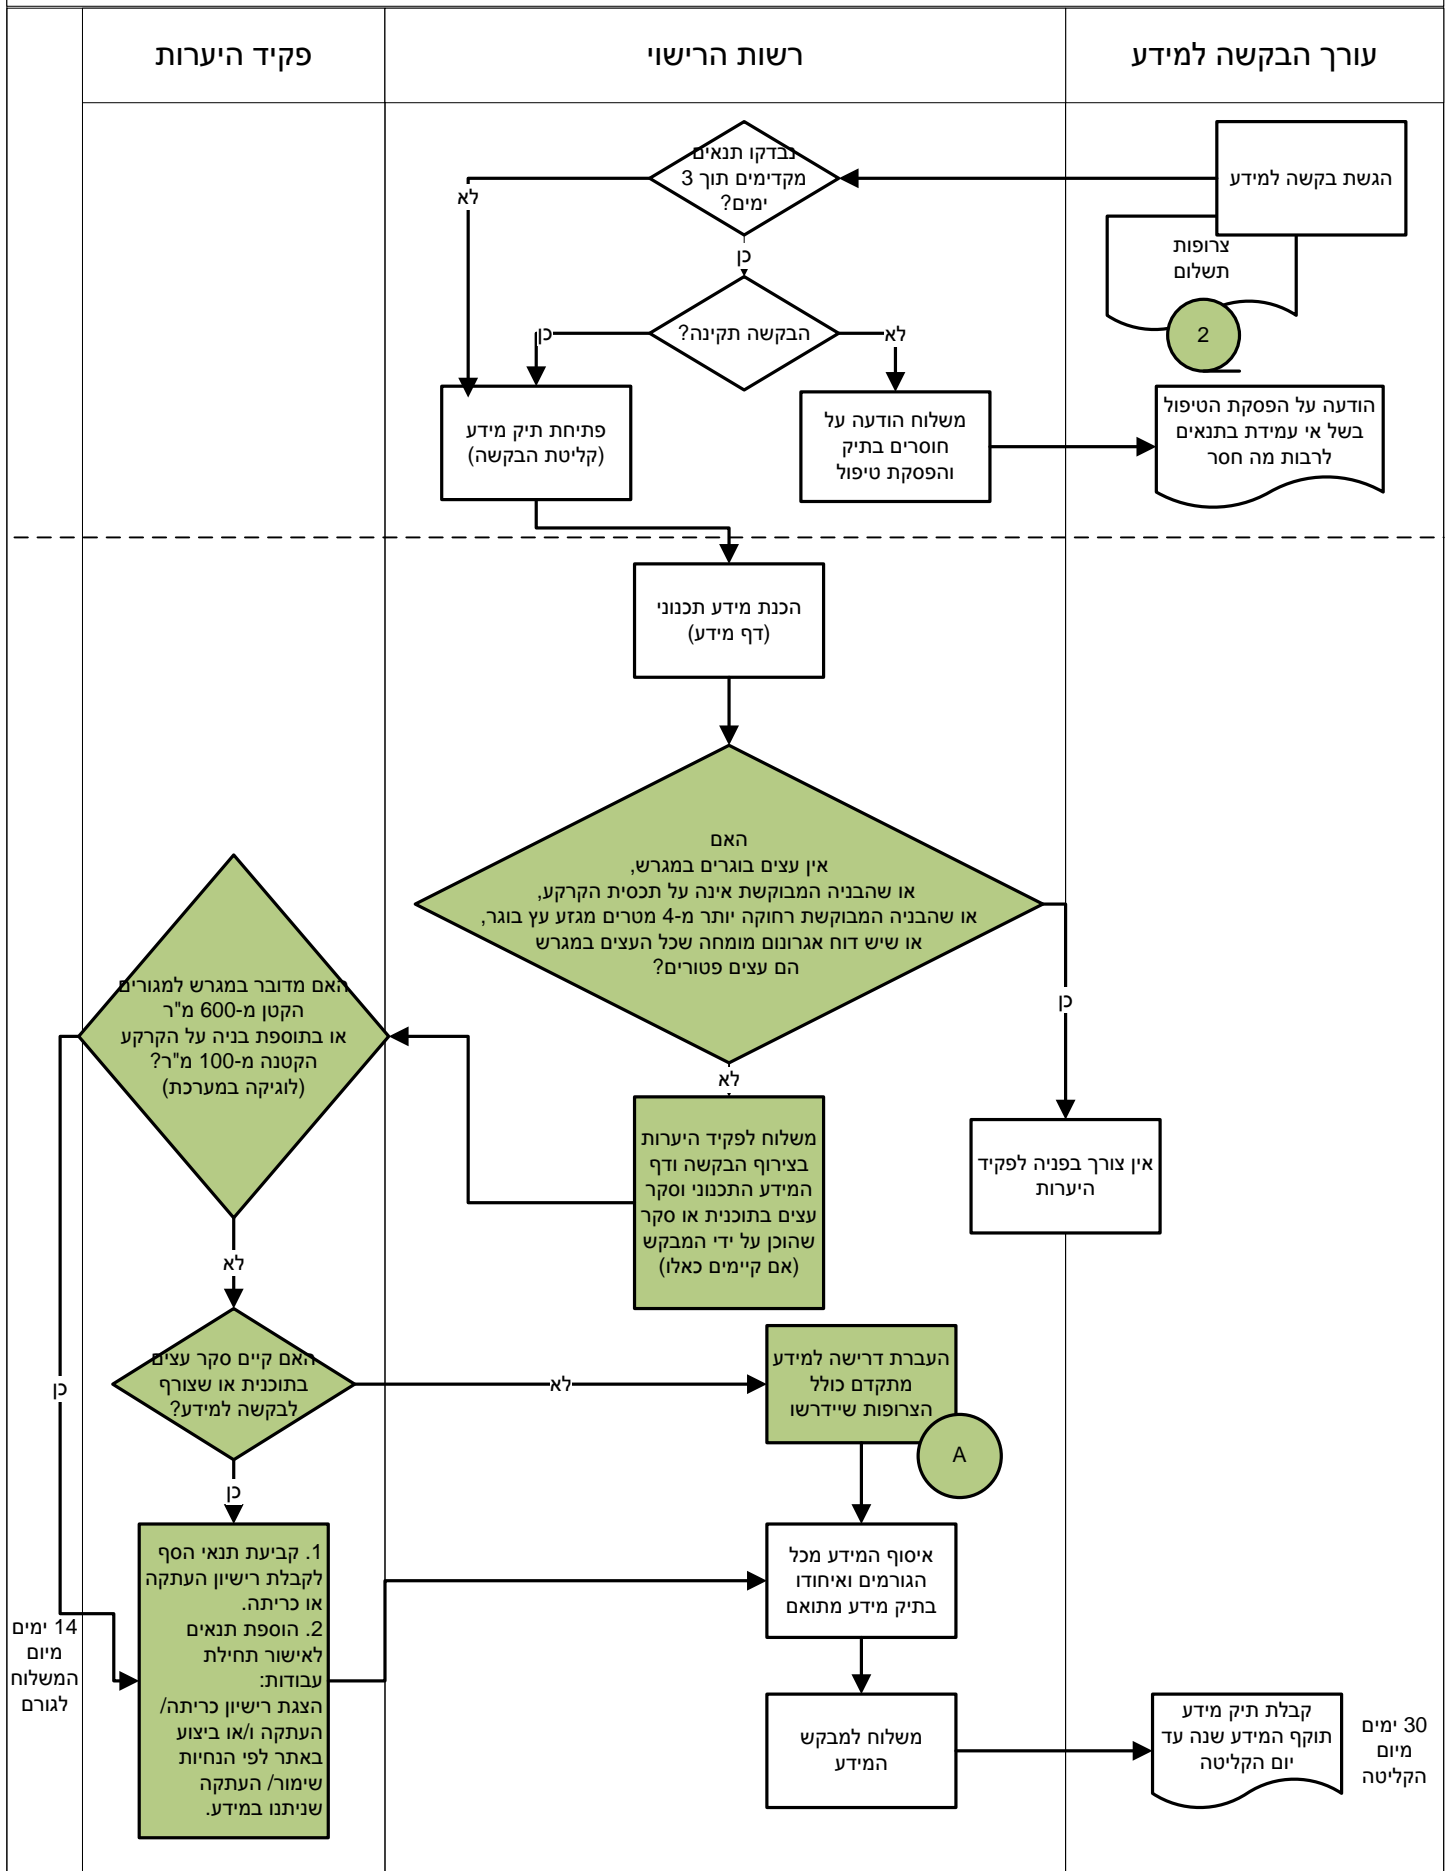 עורך הבקשה למידע
רשות הרישוי
פקיד היערות
הגשת בקשה למידע
צרופות
תשלום
2
נבדקו תנאים
מקדימים תוך 3
ימים?
לא
כן
הבקשה תקינה?
כן
לא
פתיחת תיק מידע
(קליטת הבקשה)
משלוח הודעה על
חוסרים בתיק
והפסקת טיפול
הודעה על הפסקת הטיפול
בשל אי עמידת בתנאים
לרבות מה חסר
הכנת מידע תכנוני
(דף מידע)
האם
אין עצים בוגרים במגרש,
או שהבניה המבוקשת אינה על תכסית הקרקע,
או שהבניה המבוקשת רחוקה יותר מ-4 מטרים מגזע עץ בוגר,
או שיש דוח אגרונום מומחה שכל העצים במגרש
הם עצים פטורים?
כן
לא
אין צורך בפניה לפקיד
היערות
משלוח לפקיד היערות
בצירוף הבקשה ודף
המידע התכנוני וסקר
עצים בתוכנית או סקר
שהוכן על ידי המבקש
(אם קיימים כאלו)
האם מדובר במגרש למגורים
הקטן מ-600 מ"ר
או בתוספת בניה על הקרקע
הקטנה מ-100 מ"ר?
(לוגיקה במערכת)
לא
כן
האם קיים סקר עצים
בתוכנית או שצורף
לבקשה למידע?
לא
כן
העברת דרישה למידע
מתקדם כולל
הצרופות שיידרשו
A
1. קביעת תנאי הסף
לקבלת רישיון העתקה
או כריתה.
2. הוספת תנאים
לאישור תחילת
עבודות:
הצגת רישיון כריתה/
העתקה ו/או ביצוע
באתר לפי הנחיות
שימור/ העתקה
שניתנו במידע.
14 ימים
מיום
המשלוח
לגורם
איסוף המידע מכל
הגורמים ואיחודו
בתיק מידע מתואם
משלוח למבקש
המידע
קבלת תיק מידע
תוקף המידע שנה עד
יום הקליטה
30 ימים
מיום
הקליטה